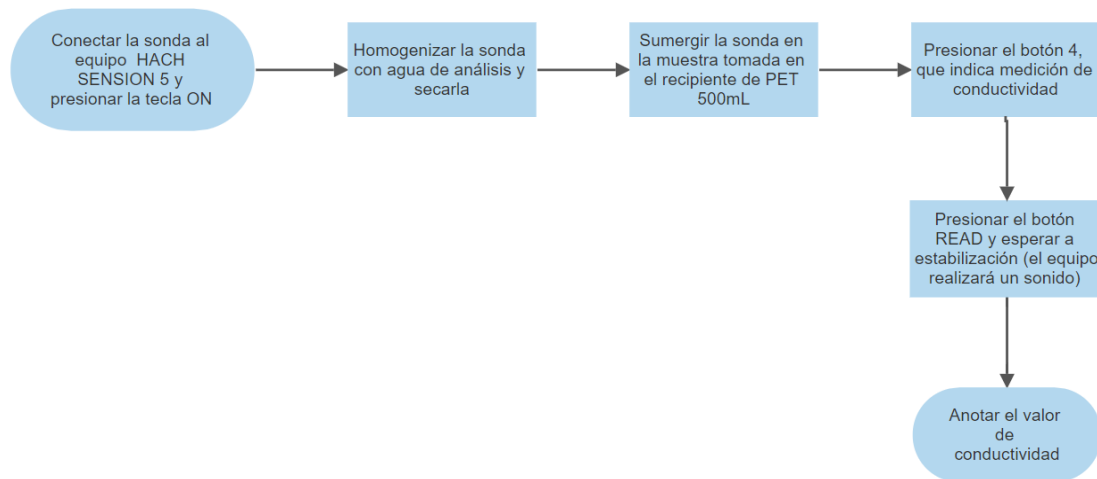 Conectar la sonda al
equipo HACH
SENSION 5 y
presionar la tecla ON
Homogenizar la sonda
con agua de análisis y
secarla
Sumergir la sonda en
la muestra tomada en
el recipiente de PET
500mL
Presionar el botón 4,
que indica medición de
conductividad
Presionar el botón
READ y esperar a
estabilización (el equipo
realizará un sonido)
Anotar el valor
de
conductividad